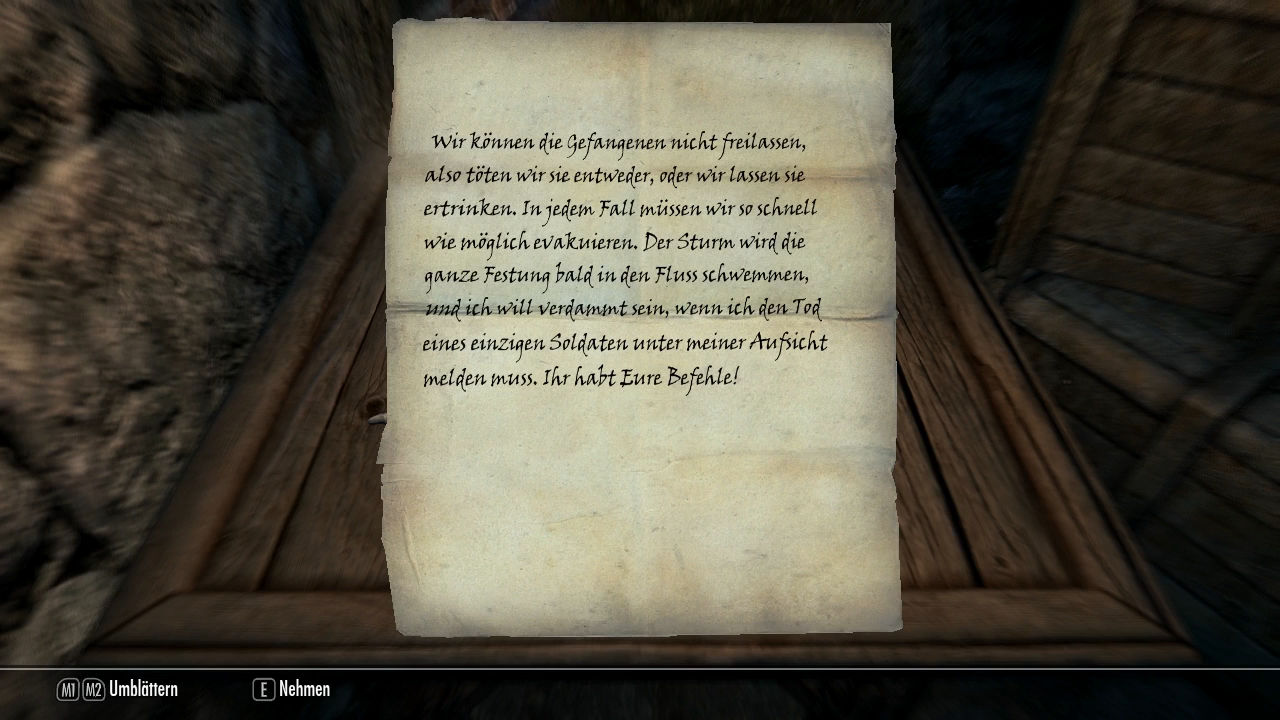 Wir können die Gefangenen nicht freilassen,
also töten wir sie entweder, oder wir lassen sie
ertrinken. In jedem Fall müssen wir so schnell
wie möglich evakuieren. Der Sturm wird die
ganze Festung bald in den Fluss schwemmen,
und ich will verdammt sein, wenn ich den Tod
eines einzigen Soldaten unter meiner Aufsicht
melden muss. Ihr habt Eure Befehle!
M1 M2 Umblättern E Nehmen